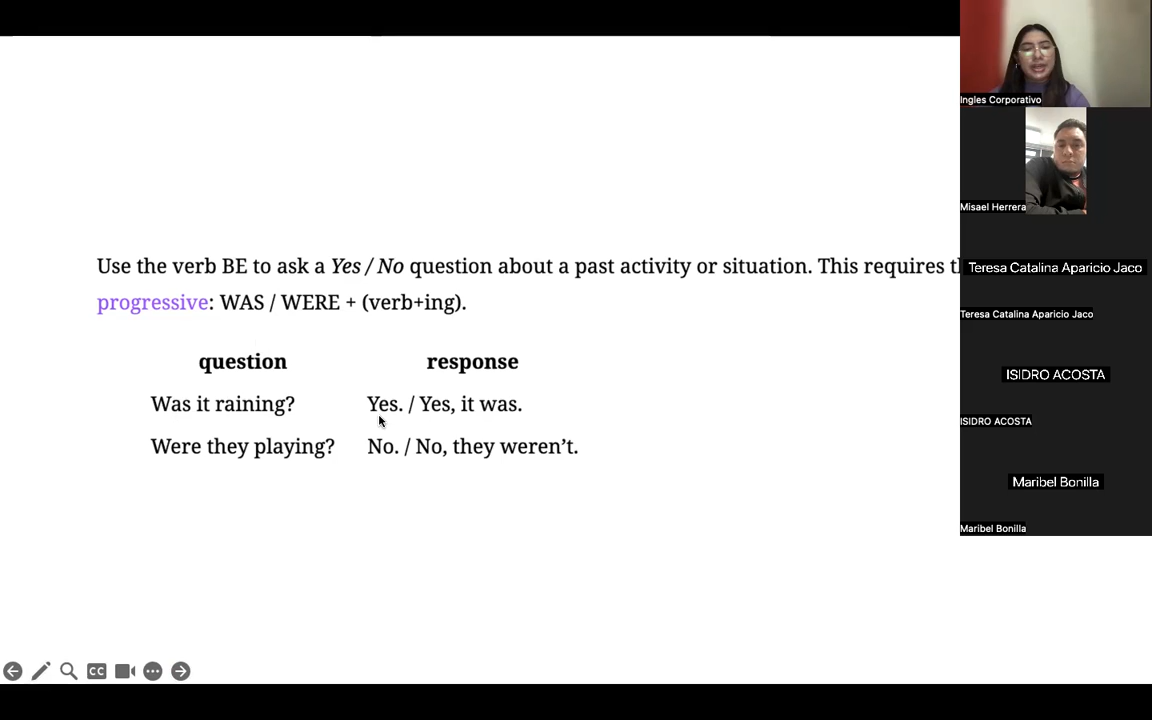 Use the verb BE to ask a Yes / No question about a past activity or situation. This requires
progressive: WAS / WERE + (verb+ing).
question response
Was it raining? Yes. / Yes, it was.
Were they playing? No. / No, they weren’t.
Ingles Corporativo
Misael Herrera
Teresa Catalina Aparicio Jaco
Teresa Catalina Aparicio Jaco
ISIDRO ACOSTA
ISIDRO ACOSTA
Maribel Bonilla
Maribel Bonilla
CC